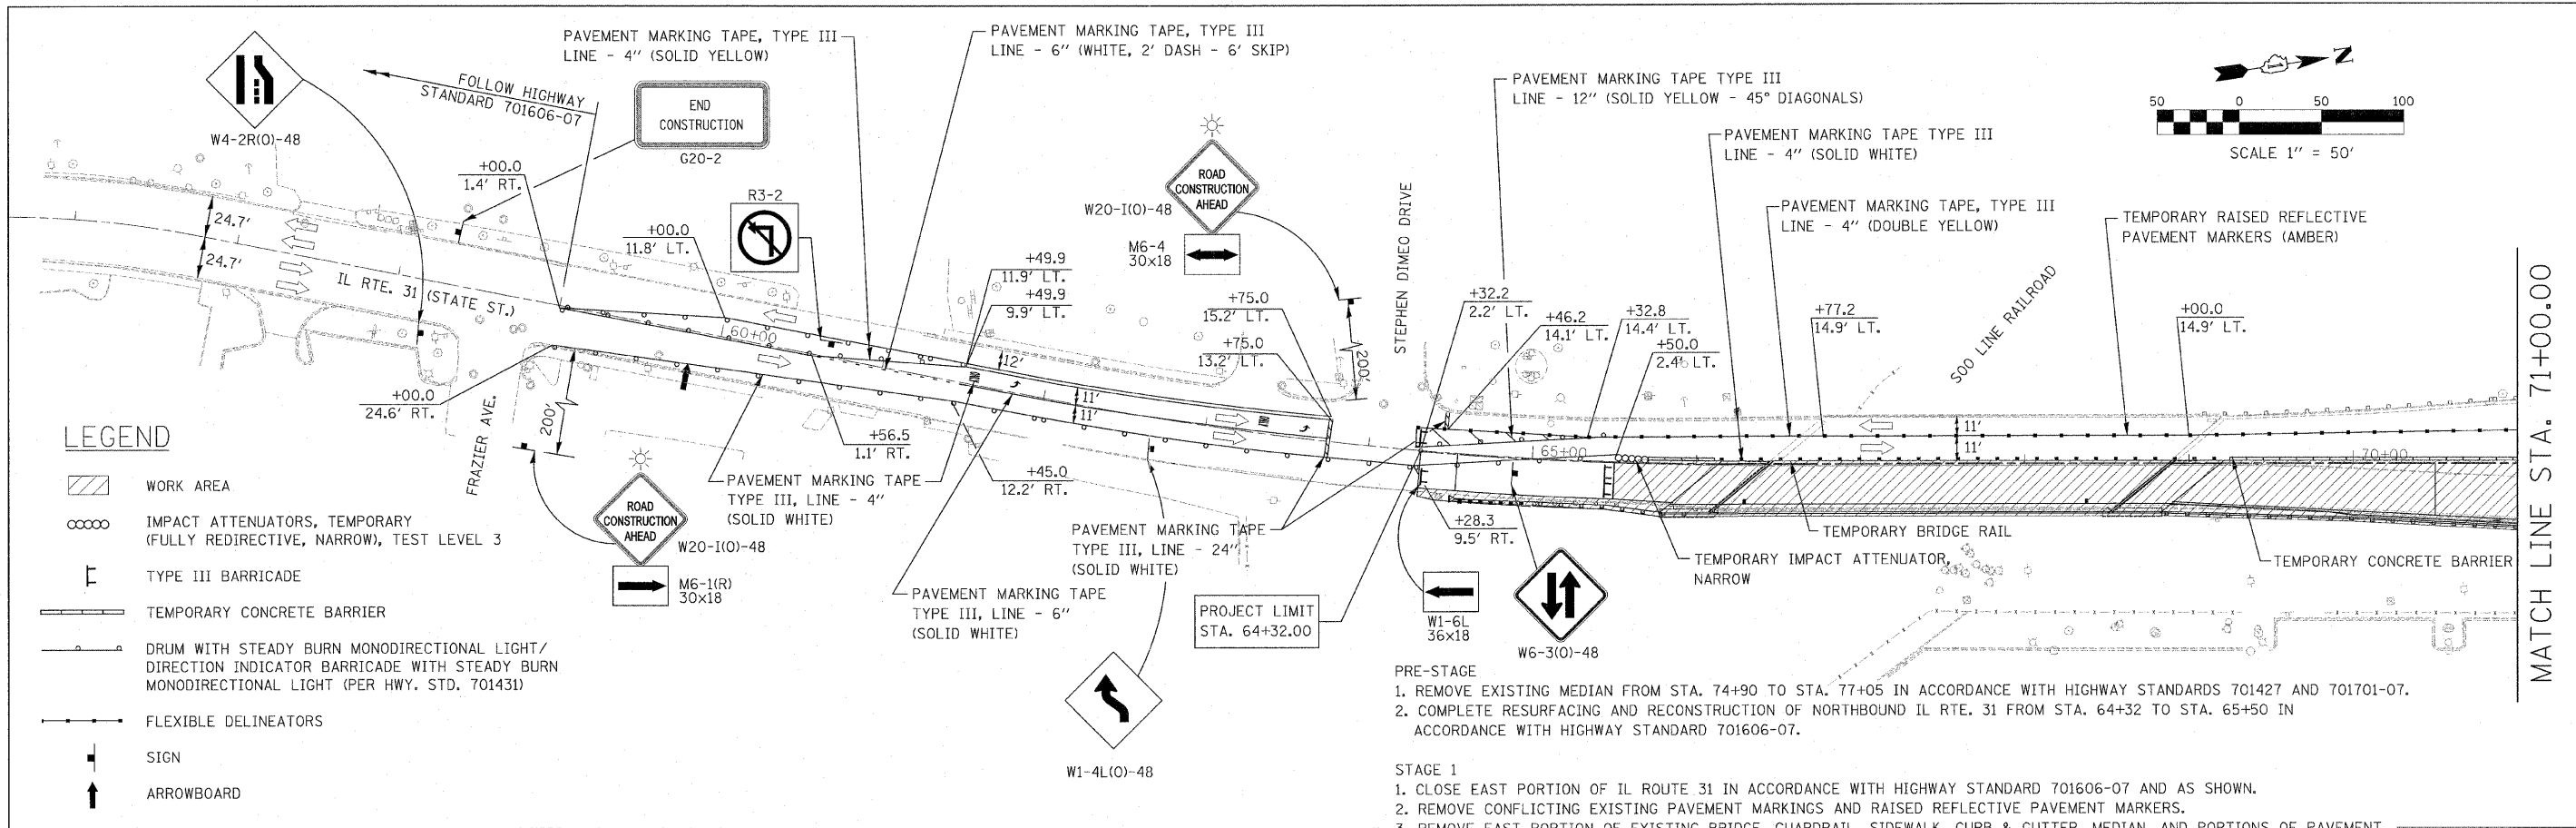 PAVEMENT MARKING TAPE, TYPE III
LINE - 4" (SOLID YELLOW)
PAVEMENT MARKING TAPE, TYPE III
LINE - 6" (WHITE, 2' DASH - 6' SKIP)
FOLLOW HIGHWAY
STANDARD 701606-07
END
CONSTRUCTION
G20-2
W4-2R(O)-48
+00.0
1.4' RT.
R3-2
+00.0
11.8' LT.
24.7'
24.7'
IL RTE. 31 (STATE ST.)
60+00
+00.0
24.6' RT.
FRAZIER AVE.
200'
ROAD
CONSTRUCTION
AHEAD
W20-I(O)-48
M6-1(R)
30x18
PAVEMENT MARKING TAPE
TYPE III, LINE - 4"
(SOLID WHITE)
+56.5
1.1' RT.
+45.0
12.2' RT.
+49.9
11.9' LT.
+49.9
9.9' LT.
12'
11'
11'
PAVEMENT MARKING TAPE
TYPE III, LINE - 6"
(SOLID WHITE)
ROAD
CONSTRUCTION
AHEAD
W20-I(O)-48
M6-4
30x18
+75.0
15.2' LT.
+75.0
13.2' LT.
200'
STEPHEN DIMEO DRIVE
PAVEMENT MARKING TAPE
TYPE III, LINE - 24"
(SOLID WHITE)
W1-4L(O)-48
PAVEMENT MARKING TAPE TYPE III
LINE - 12" (SOLID YELLOW - 45° DIAGONALS)
PAVEMENT MARKING TAPE TYPE III
LINE - 4" (SOLID WHITE)
PAVEMENT MARKING TAPE, TYPE III
LINE - 4" (DOUBLE YELLOW)
TEMPORARY RAISED REFLECTIVE
PAVEMENT MARKERS (AMBER)
N
50 0 50 100
SCALE 1" = 50'
+32.2
2.2' LT.
+46.2
14.1' LT.
+32.8
14.4' LT.
+50.0
2.4' LT.
+77.2
14.9' LT.
SOO LINE RAILROAD
+00.0
14.9' LT.
11'
11'
65+00
70+00
+28.3
9.5' RT.
PROJECT LIMIT
STA. 64+32.00
W1-6L
36x18
W6-3(O)-48
TEMPORARY BRIDGE RAIL
TEMPORARY IMPACT ATTENUATOR,
NARROW
TEMPORARY CONCRETE BARRIER
MATCH LINE STA. 71+00.00
LEGEND
WORK AREA
IMPACT ATTENUATORS, TEMPORARY
(FULLY REDIRECTIVE, NARROW), TEST LEVEL 3
TYPE III BARRICADE
TEMPORARY CONCRETE BARRIER
DRUM WITH STEADY BURN MONODIRECTIONAL LIGHT/
DIRECTION INDICATOR BARRICADE WITH STEADY BURN
MONODIRECTIONAL LIGHT (PER HWY. STD. 701431)
FLEXIBLE DELINEATORS
SIGN
ARROWBOARD
PRE-STAGE
1. REMOVE EXISTING MEDIAN FROM STA. 74+90 TO STA. 77+05 IN ACCORDANCE WITH HIGHWAY STANDARDS 701427 AND 701701-07.
2. COMPLETE RESURFACING AND RECONSTRUCTION OF NORTHBOUND IL RTE. 31 FROM STA. 64+32 TO STA. 65+50 IN
ACCORDANCE WITH HIGHWAY STANDARD 701606-07.
STAGE 1
1. CLOSE EAST PORTION OF IL ROUTE 31 IN ACCORDANCE WITH HIGHWAY STANDARD 701606-07 AND AS SHOWN.
2. REMOVE CONFLICTING EXISTING PAVEMENT MARKINGS AND RAISED REFLECTIVE PAVEMENT MARKERS.
3. REMOVE EAST PORTION OF EXISTING BRIDGE, GUARDRAIL, SIDEWALK, CURB & GUTTER, MEDIAN, AND PORTIONS OF PAVEMENT